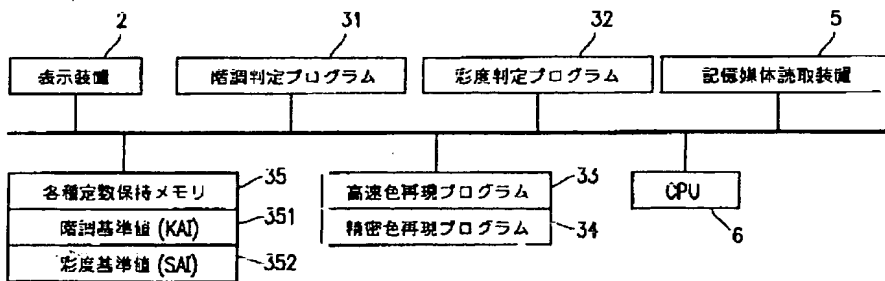 2
31
32
5
表示装置
階調判定プログラム
彩度判定プログラム
記憶媒体読取装置
各種定数保持メモリ
35
階調基準値(KAI)
351
彩度基準値(SAI)
352
高速色再現プログラム
33
精密色再現プログラム
34
CPU
6